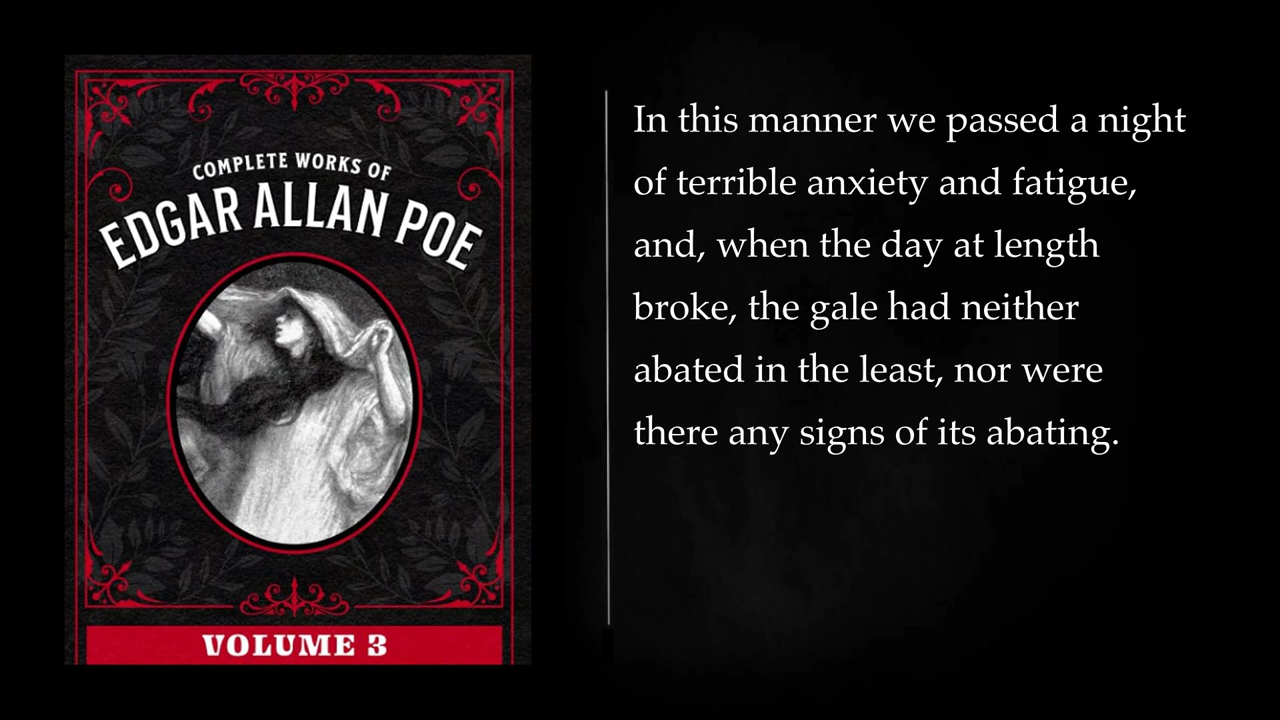 COMPLETE WORKS OF
EDGAR ALLAN POE
VOLUME 3
In this manner we passed a night
of terrible anxiety and fatigue,
and, when the day at length
broke, the gale had neither
abated in the least, nor were
there any signs of its abating.